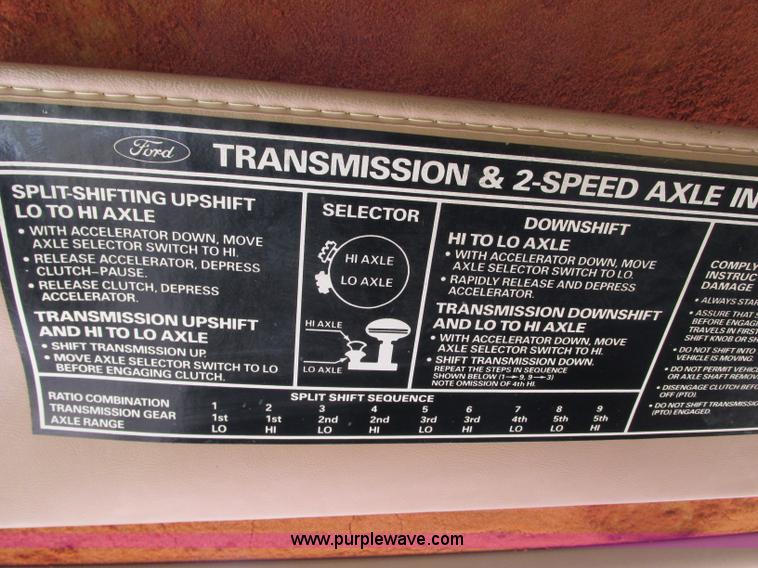 Ford
TRANSMISSION & 2-SPEED AXLE IN
SPLIT-SHIFTING UPSHIFT
LO TO HI AXLE
• WITH ACCELERATOR DOWN, MOVE
AXLE SELECTOR SWITCH TO HI.
• RELEASE ACCELERATOR, DEPRESS
CLUTCH-PAUSE.
• RELEASE CLUTCH, DEPRESS
ACCELERATOR.
TRANSMISSION UPSHIFT
AND HI TO LO AXLE
• SHIFT TRANSMISSION UP.
• MOVE AXLE SELECTOR SWITCH TO LO
BEFORE ENGAGING CLUTCH.
SELECTOR
HI AXLE
LO AXLE
HI AXLE
LO AXLE
DOWNSHIFT
HI TO LO AXLE
• WITH ACCELERATOR DOWN, MOVE
AXLE SELECTOR SWITCH TO LO.
• RAPIDLY RELEASE AND DEPRESS
ACCELERATOR.
TRANSMISSION DOWNSHIFT
AND LO TO HI AXLE
• WITH ACCELERATOR DOWN, MOVE
AXLE SELECTOR SWITCH TO HI.
• SHIFT TRANSMISSION DOWN.
REPEAT THE STEPS IN SEQUENCE
SHOWN BELOW (1→9, 9→3)
NOTE OMISSION OF 4th HI.
COMPLY
INSTRUC
DAMAGE
• ALWAYS STAR
• ASSURE THAT S
BEFORE ENGAG
TRAVELS IN FIRST
SHIFT KNOB OR SH
• DO NOT SHIFT INTO
VEHICLE IS MOVING.
• DO NOT PERMIT VEHIC
OR AXLE SHAFT REMOV
• DISENGAGE CLUTCH BEFO
OFF (PTO).
• DO NOT SHIFT TRANSMISSIO
(PTO) ENGAGED.
SPLIT SHIFT SEQUENCE
RATIO COMBINATION 1 2 3 4 5 6 7 8 9
TRANSMISSION GEAR 1st 1st 2nd 2nd 3rd 3rd 4th 5th 5th
AXLE RANGE LO HI LO HI LO HI LO LO HI
www.purplewave.com